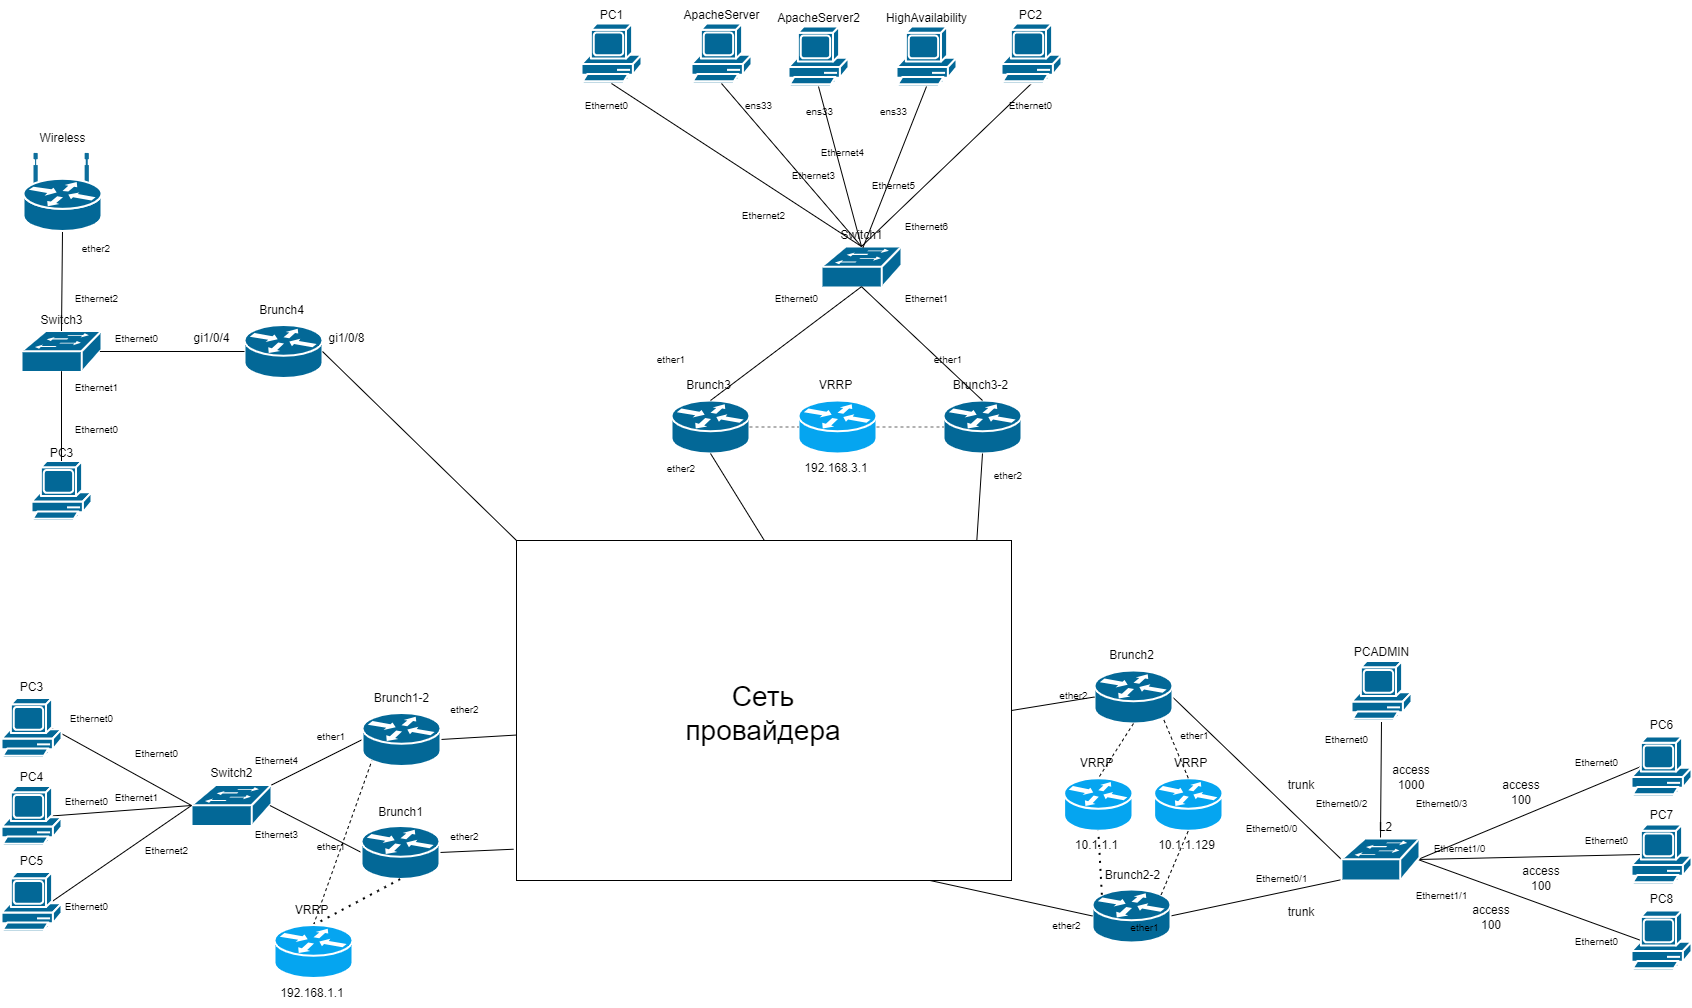 PC1
ApacheServer
ApacheServer2
HighAvailability
PC2
Ethernet0
ens33
ens33
ens33
Ethernet0
Ethernet4
Ethernet3
Ethernet5
Ethernet2
Ethernet6
Switch1
Ethernet0
Ethernet1
ether1
ether1
Brunch3
VRRP
Brunch3-2
192.168.3.1
ether2
ether2
Wireless
ether2
Ethernet2
Switch3
Ethernet0
gi1/0/4
Brunch4
gi1/0/8
Ethernet1
Ethernet0
PC3
Сеть
провайдера
PC3
Ethernet0
Ethernet0
PC4
Ethernet0
Ethernet1
PC5
Ethernet0
Ethernet2
Switch2
Ethernet4
Ethernet3
ether1
Brunch1-2
ether2
ether1
Brunch1
ether2
VRRP
192.168.1.1
Brunch2
ether2
ether1
VRRP
VRRP
10.1.1.1
10.1.1.129
Brunch2-2
ether2
ether1
trunk
Ethernet0/0
Ethernet0/1
trunk
PCADMIN
Ethernet0
access
1000
Ethernet0/2
Ethernet0/3
L2
Ethernet1/0
Ethernet1/1
access
100
Ethernet0
PC6
PC7
Ethernet0
access
100
PC8
access
100
Ethernet0